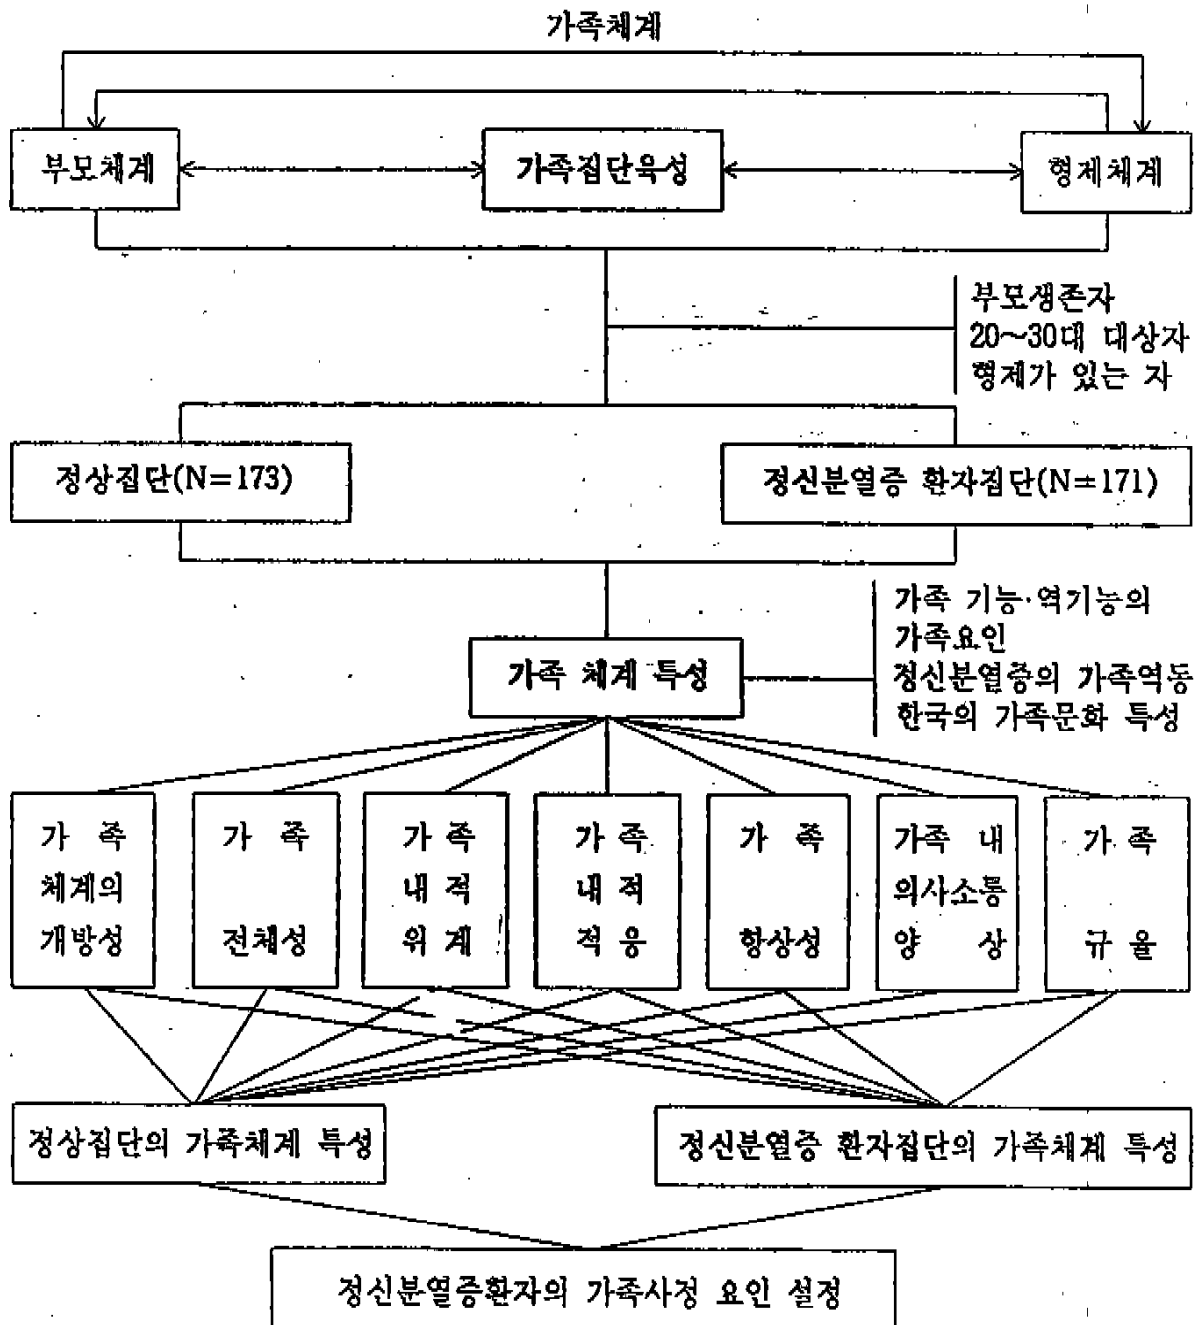 가족체계
부모체계
가족집단육성
형제체계
부모생존자
20~30대 대상자
형제가 있는 자
정상집단(N=173)
정신분열증 환자집단(N=171)
가족 기능·역기능의
가족요인
정신분열증의 가족역동
한국의 가족문화 특성
가족 체계 특성
가 족
체계의
개방성
가 족
전체성
가 족
내 적
위 계
가 족
내 적
적 응
가 족
항상성
가족 내
의사소통
양 상
가 족
규 율
정상집단의 가족체계 특성
정신분열증 환자집단의 가족체계 특성
정신분열증환자의 가족사정 요인 설정